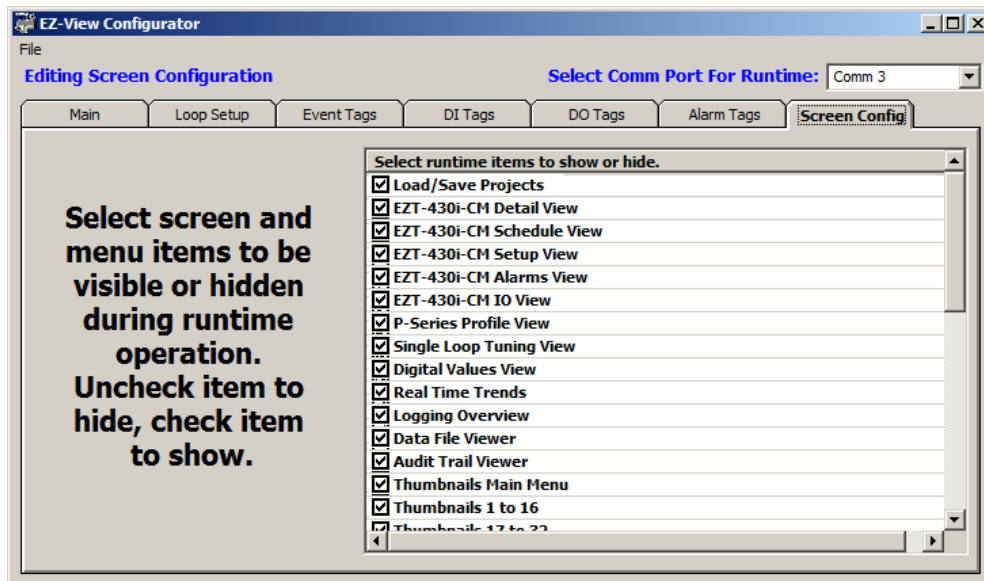 EZ-View Configurator
File
Editing Screen Configuration
Select Comm Port For Runtime: Comm 3
Main Loop Setup Event Tags DI Tags DO Tags Alarm Tags Screen Config
Select screen and
menu items to be
visible or hidden
during runtime
operation.
Uncheck item to
hide, check item
to show.
Select runtime items to show or hide.
Load/Save Projects
EZT-430i-CM Detail View
EZT-430i-CM Schedule View
EZT-430i-CM Setup View
EZT-430i-CM Alarms View
EZT-430i-CM IO View
P-Series Profile View
Single Loop Tuning View
Digital Values View
Real Time Trends
Logging Overview
Data File Viewer
Audit Trail Viewer
Thumbnails Main Menu
Thumbnails 1 to 16
Thumbnails 17 to 32